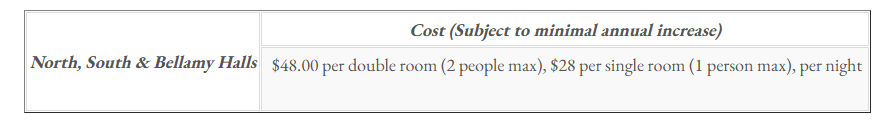 Cost (Subject to minimal annual increase)
North, South & Bellamy Halls
$48.00 per double room (2 people max), $28 per single room (1 person max), per night